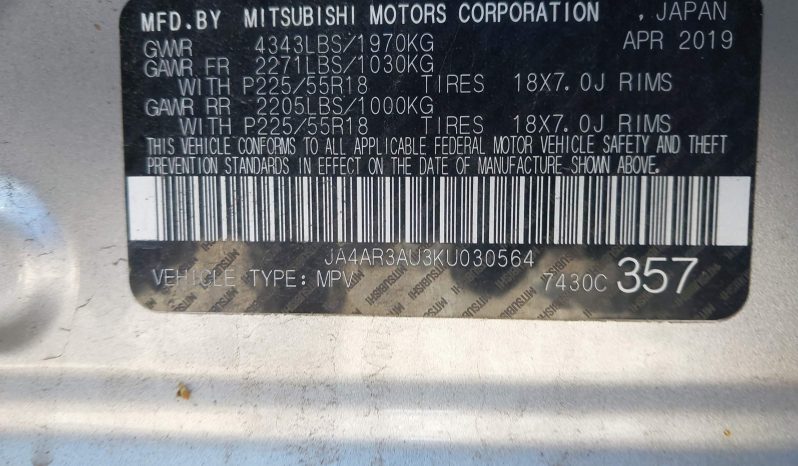 MFD.BY MITSUBISHI MOTORS CORPORATION , JAPAN
GVWR 4343LBS/1970KG APR 2019
GAWR FR 2271LBS/1030KG
WITH P225/55R18 TIRES 18X7.0J RIMS
GAWR RR 2205LBS/1000KG
WITH P225/55R18 TIRES 18X7.0J RIMS
THIS VEHICLE CONFORMS TO ALL APPLICABLE FEDERAL MOTOR VEHICLE SAFETY AND THEFT
PREVENTION STANDARDS IN EFFECT ON THE DATE OF MANUFACTURE SHOWN ABOVE.
JA4AR3AU3KU030564
VEHICLE TYPE: MPV 7430C 357